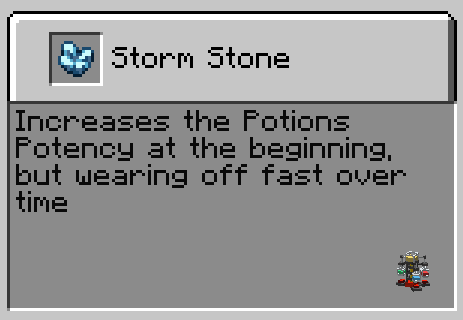 Storm Stone
Increases the Potions
Potency at the beginning,
but wearing off fast over
time